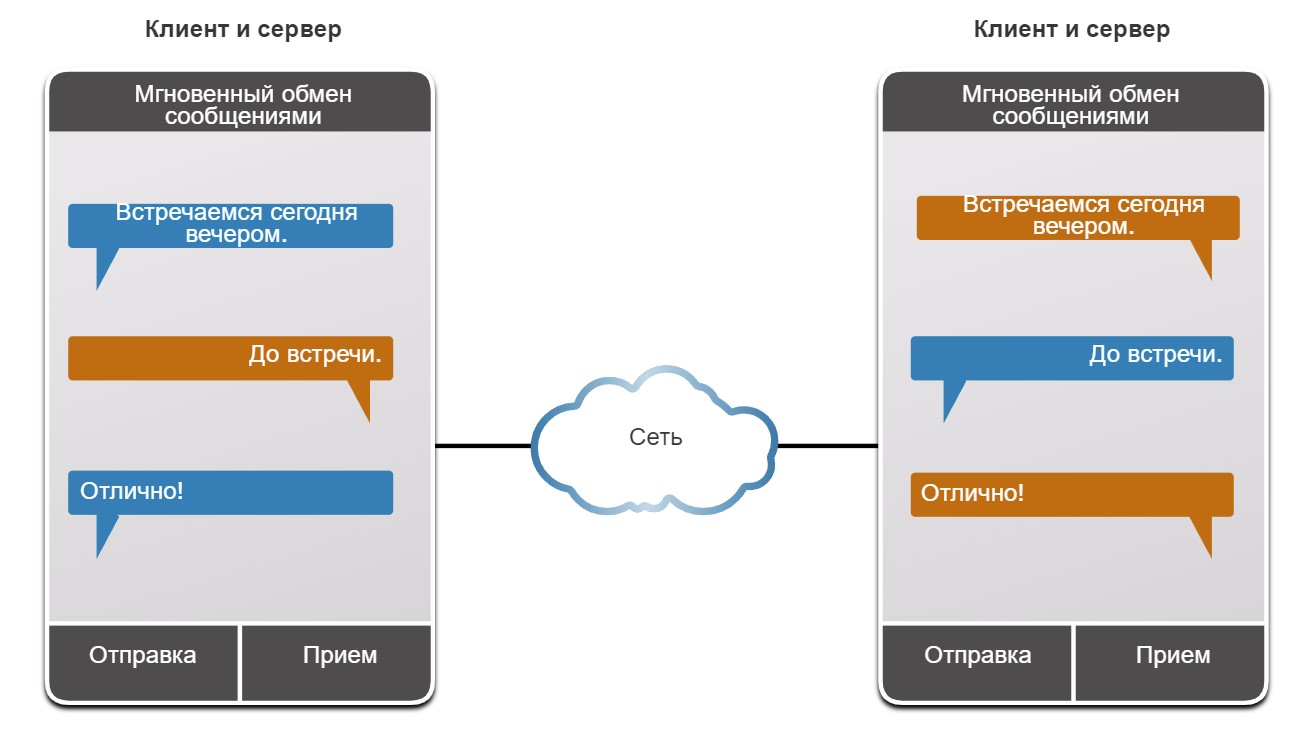 Клиент и сервер
Мгновенный обмен
сообщениями
Встречаемся сегодня
вечером.
До встречи.
Отлично!
Отправка
Прием
Сеть
Клиент и сервер
Мгновенный обмен
сообщениями
Встречаемся сегодня
вечером.
До встречи.
Отлично!
Отправка
Прием